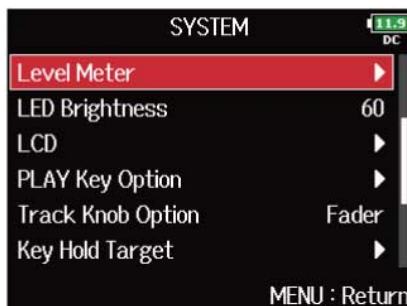 SYSTEM
11.9
DC
Level Meter
LED Brightness 60
LCD
PLAY Key Option
Track Knob Option Fader
Key Hold Target
MENU : Return